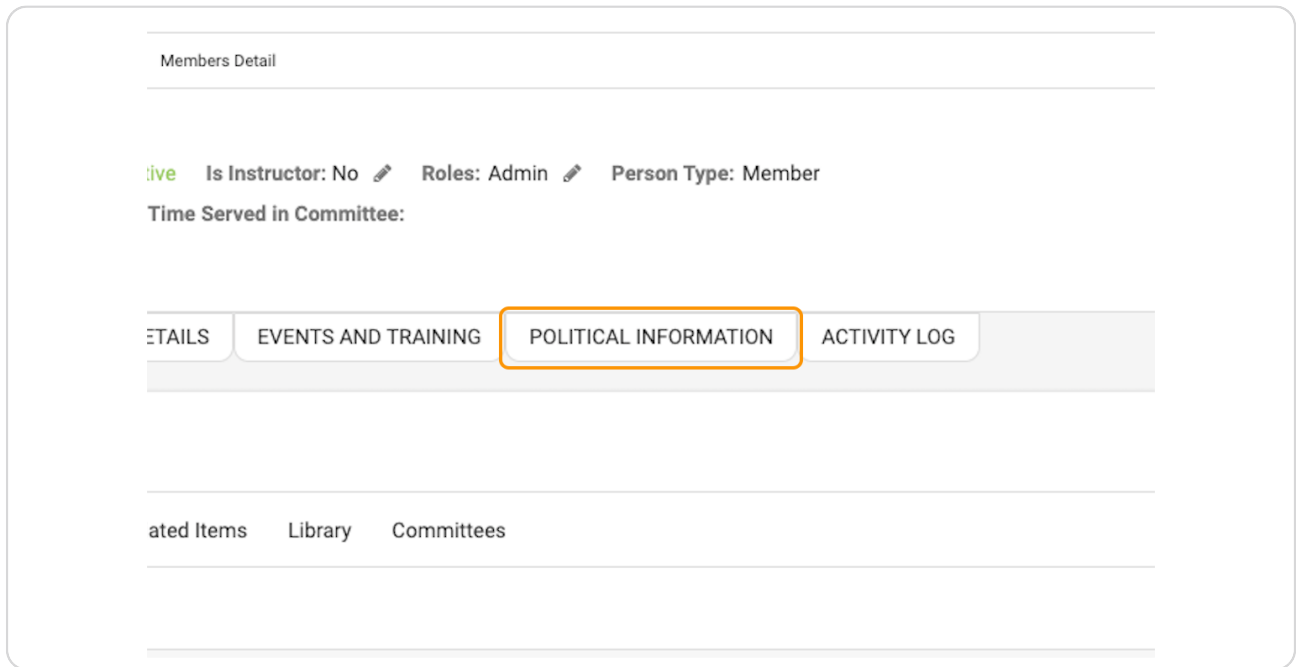 Members Detail
tive Is Instructor: No Roles: Admin Person Type: Member
Time Served in Committee:
ETAILS EVENTS AND TRAINING POLITICAL INFORMATION ACTIVITY LOG
ated Items Library Committees